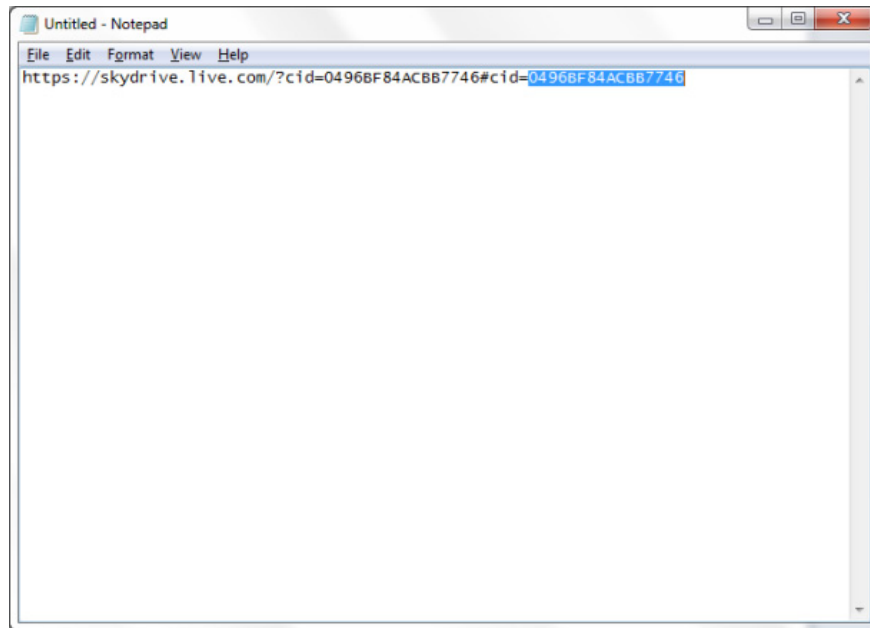 Untitled - Notepad
File Edit Format View Help
https://skydrive.live.com/?cid=0496BF84ACBB7746#cid=0496BF84ACBB7746